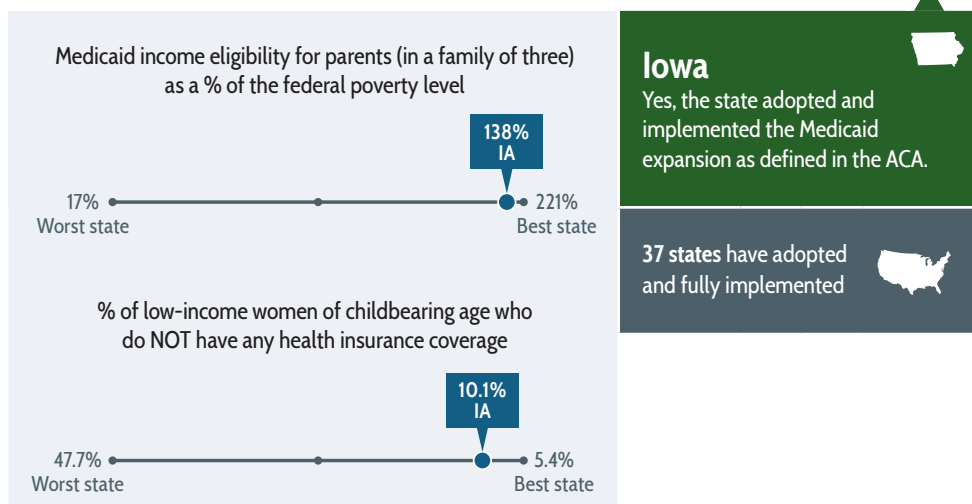 Medicaid income eligibility for parents (in a family of three)
as a % of the federal poverty level
138%
IA
17%
Worst state
221%
Best state
% of low-income women of childbearing age who
do NOT have any health insurance coverage
10.1%
IA
47.7%
Worst state
5.4%
Best state
Iowa
Yes, the state adopted and
implemented the Medicaid
expansion as defined in the ACA.
37 states have adopted
and fully implemented